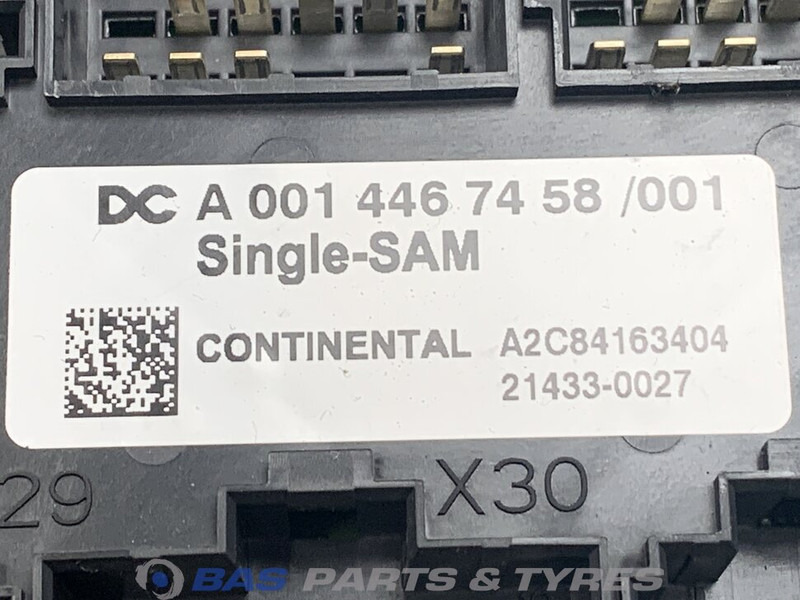 DC A 001 446 74 58 /001
Single-SAM
CONTINENTAL A2C84163404
21433-0027
29 X30
BAS PARTS & TYRES